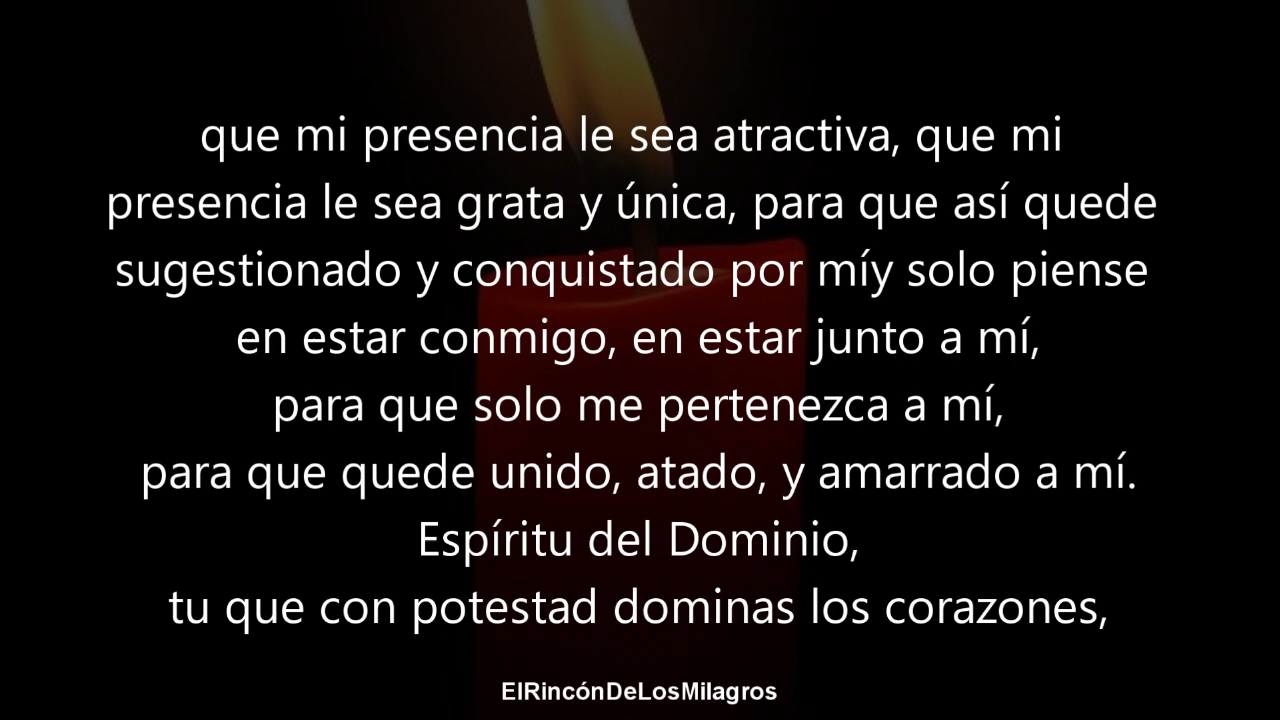 que mi presencia le sea atractiva, que mi
presencia le sea grata y única, para que así quede
sugestionado y conquistado por míy solo piense
en estar conmigo, en estar junto a mí,
para que solo me pertenezca a mí,
para que quede unido, atado, y amarrado a mí.
Espíritu del Dominio,
tu que con potestad dominas los corazones,
ElRincónDeLosMilagros